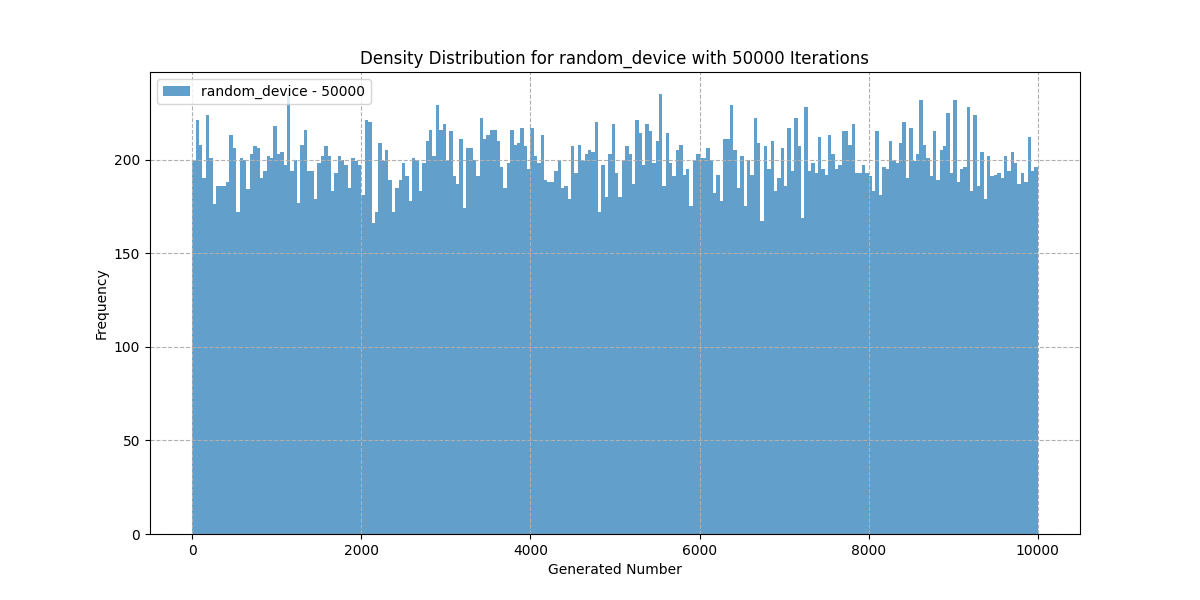 Density Distribution for random_device with 50000 Iterations
random_device - 50000
200
150
100
50
0
Frequency
0 2000 4000 6000 8000 10000
Generated Number